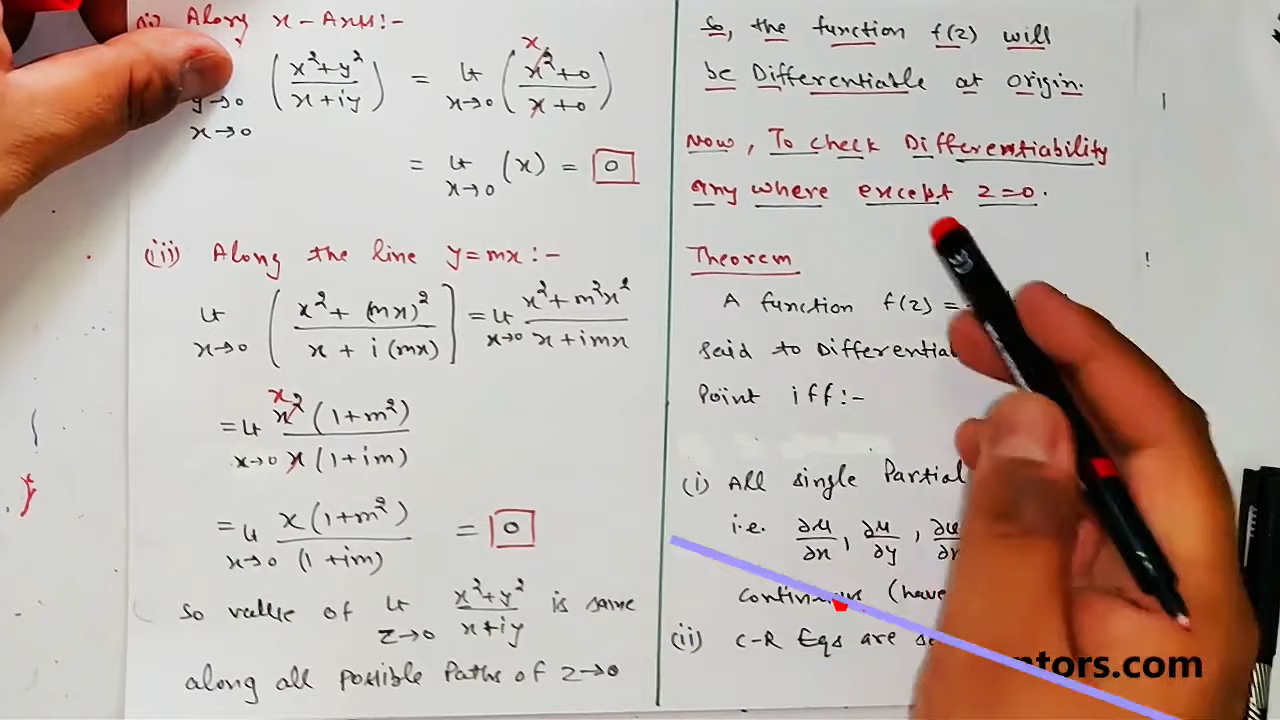 Along x-Axis:-
y→0
x→0
(x²+y² / x+iy) = Lt x→0 (x²+0 / x+0)
x
= Lt x→0 (x) = 0
(iii) Along the line y=mx:-
Lt x→0 [x²+(mx)² / x+i(mx)] = Lt x→0 x²+m²x² / x+imx
x
= Lt x→0 x²(1+m²) / x(1+im)
= Lt x→0 x(1+m²) / (1+im) = 0
So value of Lt z→0 x²+y² / x+iy is same
along all possible Paths of z→0
So, the function f(z) will
be Differentiable at origin.
Now, To check Differentiability
any where except z=0.
Theorem
A function f(z) =
Said to
Point iff:-
(i) All single Partial
i.e. ∂u/∂x, ∂u/∂y,
(have
(ii) C-R Eqs are
ntors.com